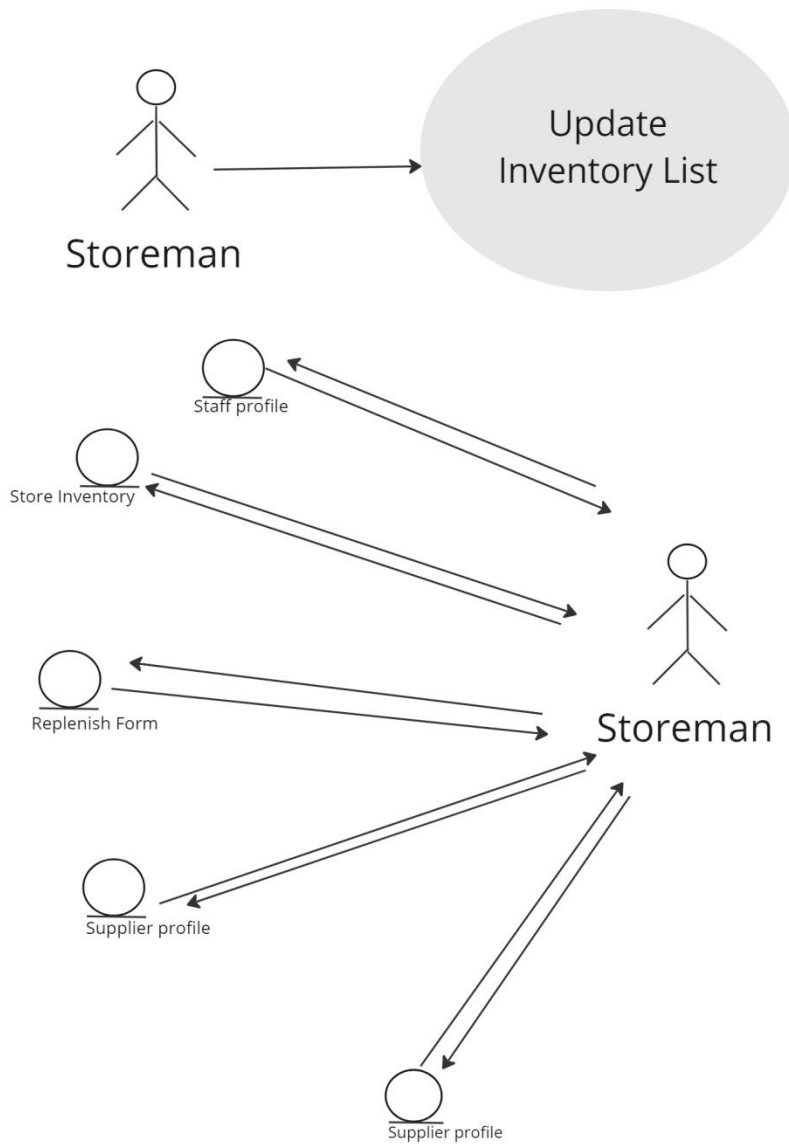 Update
Inventory List
Storeman
Staff profile
Store Inventory
Replenish Form
Storeman
Supplier profile
Supplier profile